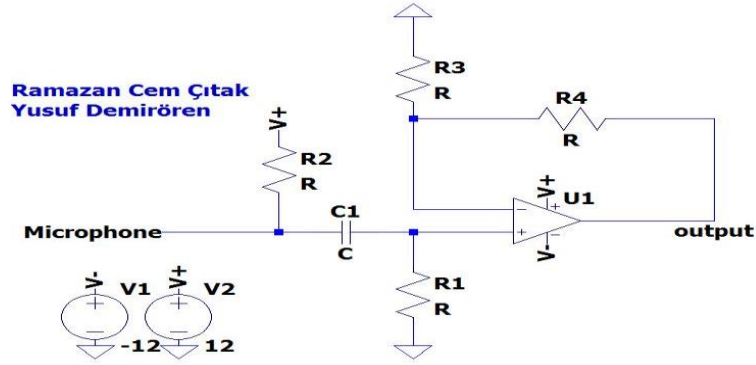 Ramazan Cem Çıtak
Yusuf Demirören
R3
R
R4
R
V+
R2
R
V+
U1
C1
C
Microphone
-
+
+
-
V-
output
R1
R
V-
V1
+
-
-12
V+
V2
+
-
12